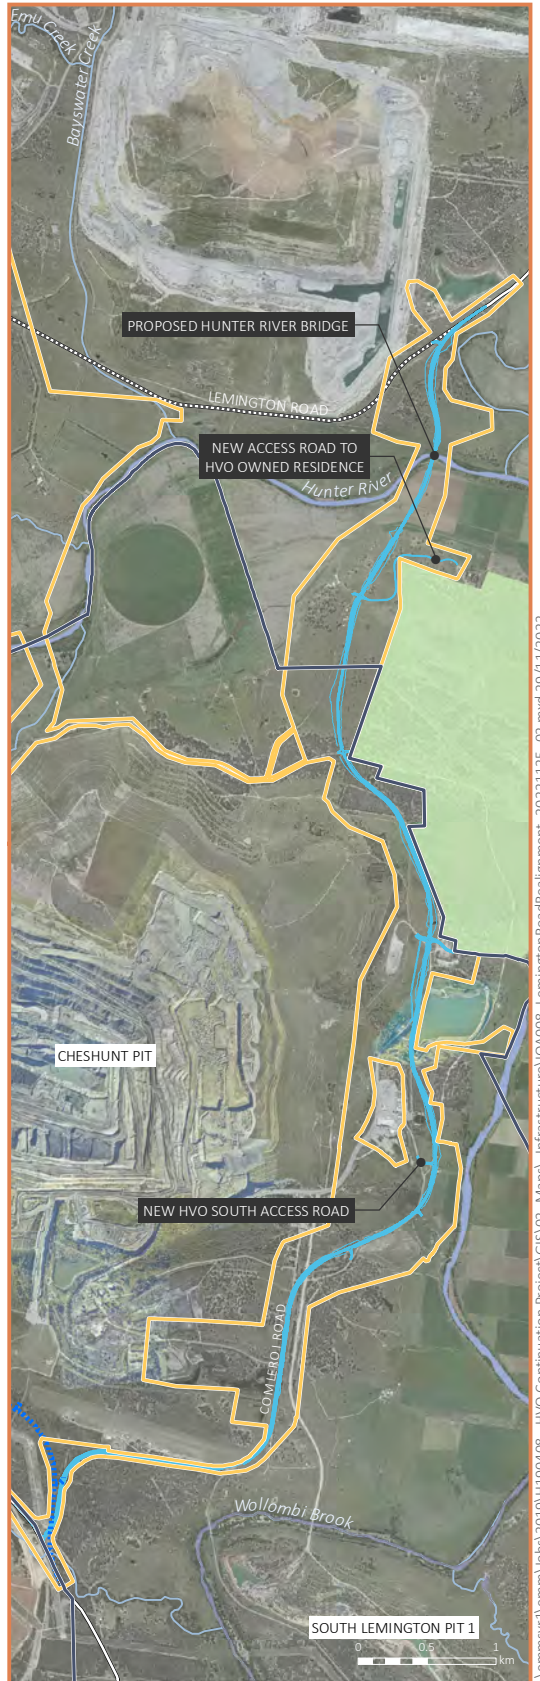 Emu Creek
Bayswater Creek
PROPOSED HUNTER RIVER BRIDGE
LEMINGTON ROAD
NEW ACCESS ROAD TO
HVO OWNED RESIDENCE
Hunter River
CHESHUNT PIT
NEW HVO SOUTH ACCESS ROAD
COMLEROI ROAD
Wollombi Brook
SOUTH LEMINGTON PIT 1
0 0.5 1
km